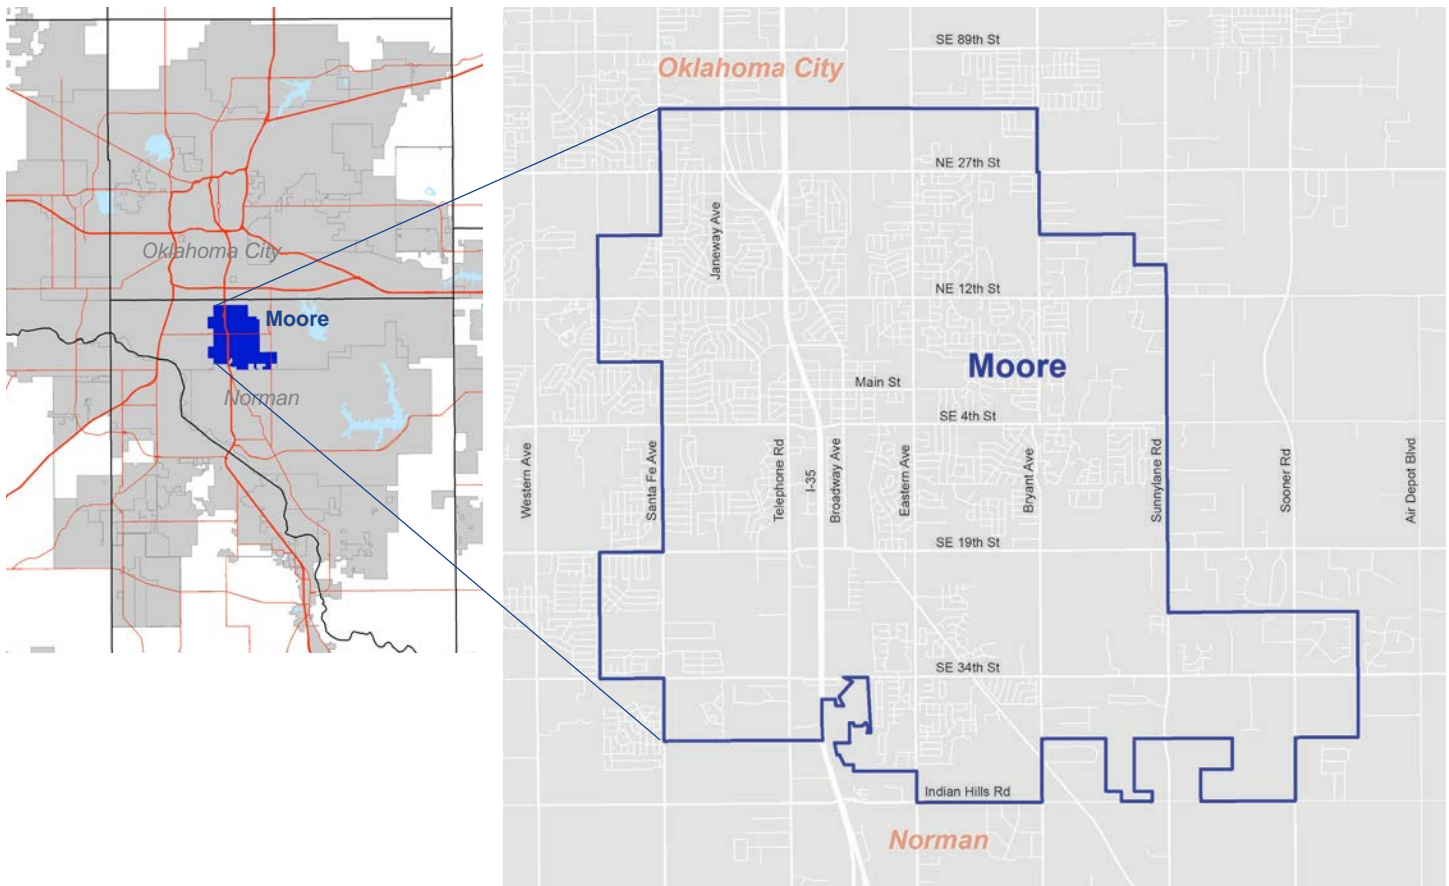 Oklahoma City
Moore
Norman
SE 89th St
Oklahoma City
NE 27th St
Janeway Ave
NE 12th St
Moore
Main St
SE 4th St
Western Ave
Santa Fe Ave
Telephone Rd
I-35
Broadway Ave
Eastern Ave
Bryant Ave
Sunnylane Rd
Sooner Rd
Air Depot Blvd
SE 19th St
SE 34th St
Indian Hills Rd
Norman